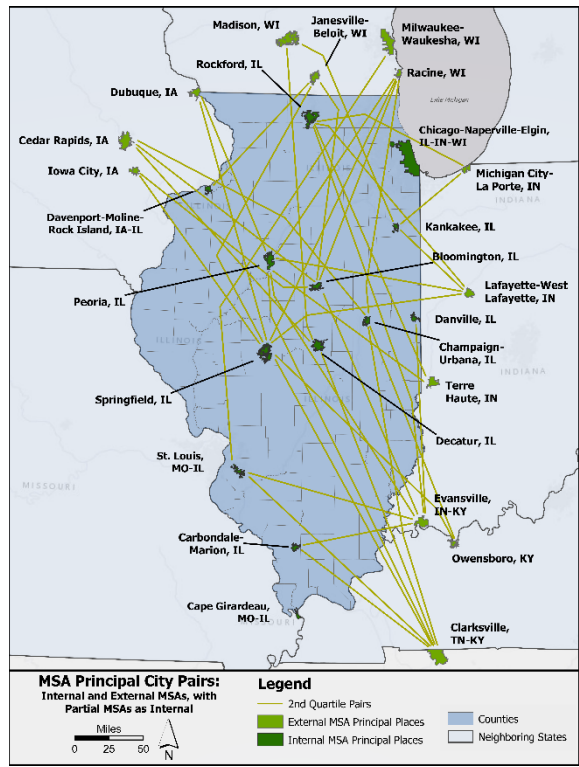 Madison, WI
Janesville-
Beloit, WI
Milwaukee-
Waukesha, WI
Rockford, IL
Racine, WI
Dubuque, IA
Lake Michigan
Cedar Rapids, IA
Chicago-Naperville-Elgin,
IL-IN-WI
Iowa City, IA
Michigan City-
La Porte, IN
INDIANA
ILLINOIS
Davenport-Moline-
Rock Island, IA-IL
Kankakee, IL
Bloomington, IL
Peoria, IL
Lafayette-West
Lafayette, IN
Danville, IL
ILLINOIS
Champaign-
Urbana, IL
INDIANA
Terre
Haute, IN
Springfield, IL
ILLINOIS
Decatur, IL
St. Louis,
MO-IL
MISSOURI
Evansville,
IN-KY
Carbondale-
Marion, IL
Owensboro, KY
Cape Girardeau,
MO-IL
MISSOURI
Clarksville,
TN-KY
MSA Principal City Pairs:
Internal and External MSAs, with
Partial MSAs as Internal
Miles
0 25 50
N
Legend
2nd Quartile Pairs
External MSA Principal Places
Internal MSA Principal Places
Counties
Neighboring States